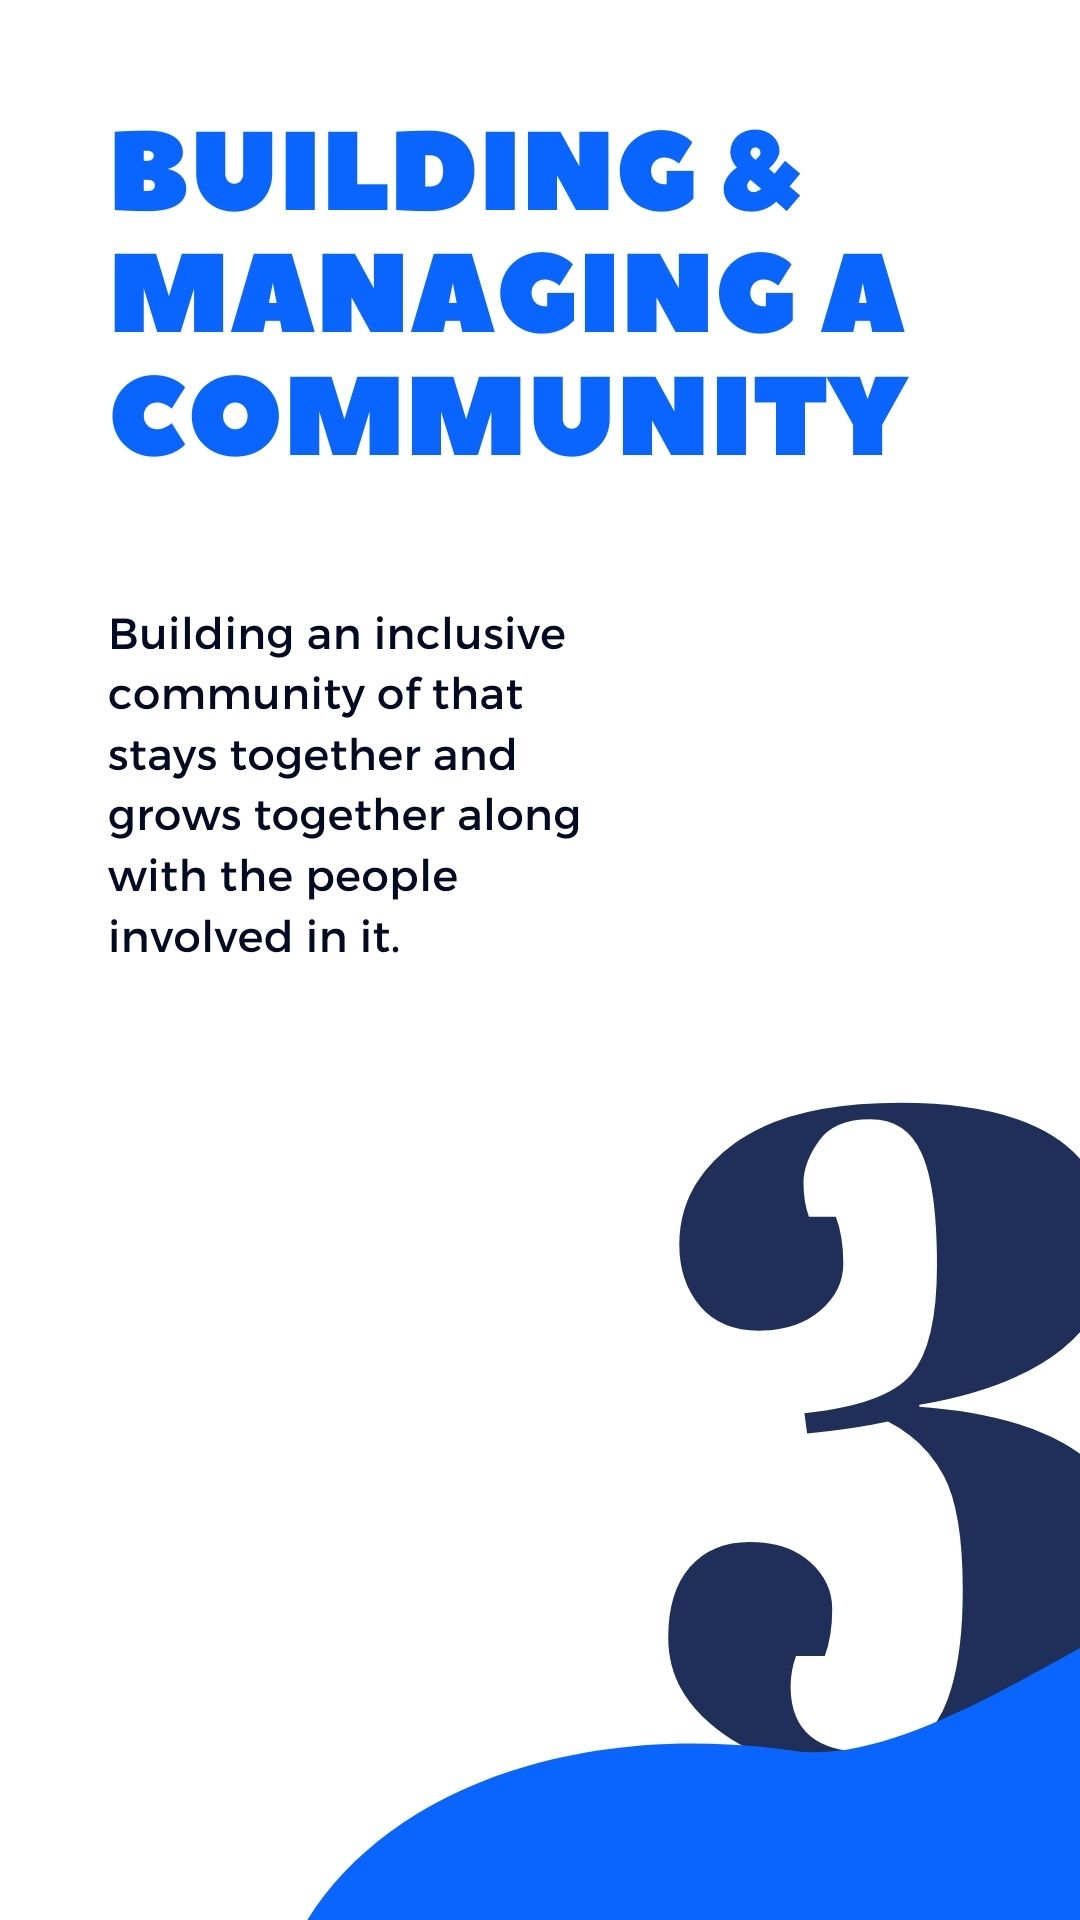 BUILDING &
MANAGING A
COMMUNITY
Building an inclusive
community of that
stays together and
grows together along
with the people
involved in it.
3